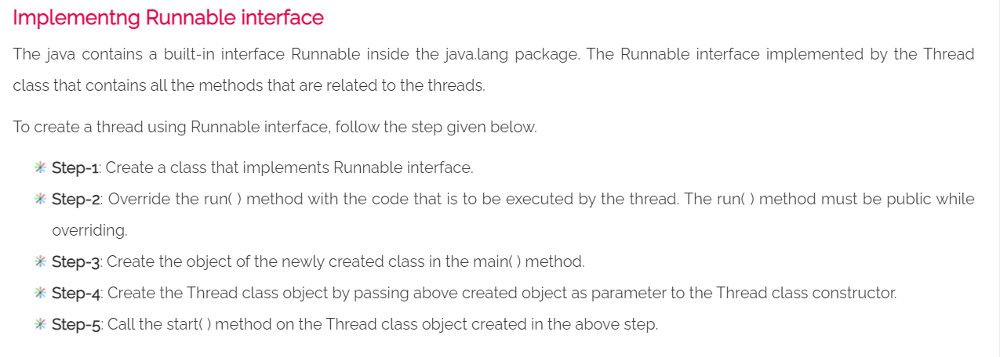 Implementng Runnable interface
The java contains a built-in interface Runnable inside the java.lang package. The Runnable interface implemented by the Thread
class that contains all the methods that are related to the threads.
To create a thread using Runnable interface, follow the step given below.
Step-1: Create a class that implements Runnable interface.
Step-2: Override the run( ) method with the code that is to be executed by the thread. The run( ) method must be public while
overriding.
Step-3: Create the object of the newly created class in the main( ) method.
Step-4: Create the Thread class object by passing above created object as parameter to the Thread class constructor.
Step-5: Call the start( ) method on the Thread class object created in the above step.